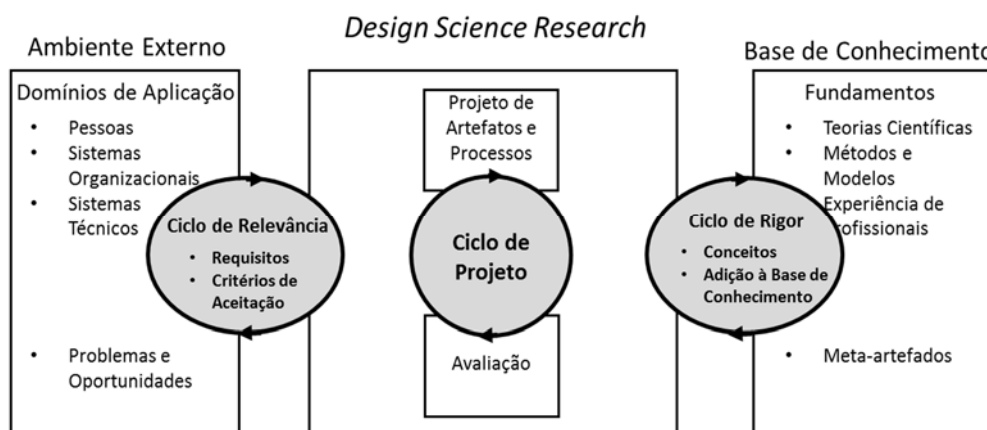 Design Science Research
Ambiente Externo
Domínios de Aplicação
• Pessoas
• Sistemas
Organizacionais
• Sistemas
Técnicos
• Problemas e
Oportunidades
Ciclo de Relevância
• Requisitos
• Critérios de
Aceitação
Projeto de
Artefatos e
Processos
Ciclo de
Projeto
Avaliação
Ciclo de Rigor
• Conceitos
• Adição à Base de
Conhecimento
Base de Conhecimento
Fundamentos
• Teorias Científicas
• Métodos e
Modelos
Experiência de
rofissionais
• Meta-artefados